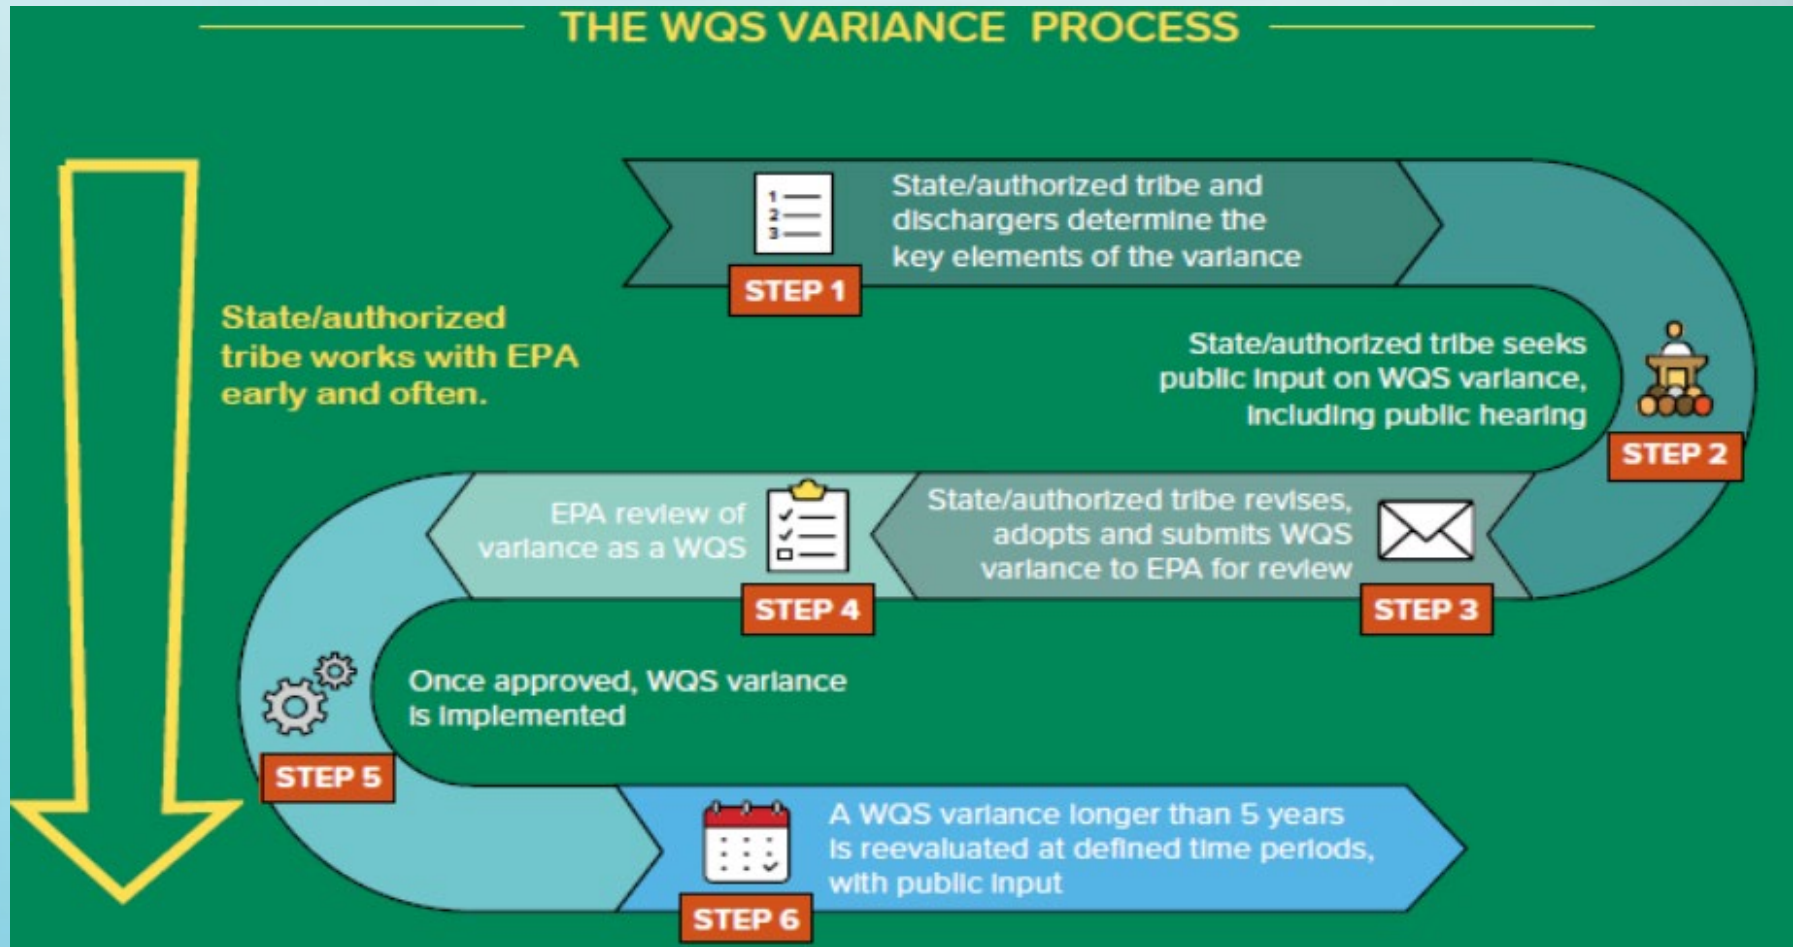 THE WQS VARIANCE PROCESS
State/authorized tribe and
dischargers determine the
key elements of the variance
1
2
3
STEP 1
State/authorized
tribe works with EPA
early and often.
State/authorized tribe seeks
public input on WQS variance,
including public hearing
STEP 2
State/authorized tribe revises,
adopts and submits WQS
variance to EPA for review
STEP 3
EPA review of
variance as a WQS
STEP 4
Once approved, WQS variance
is implemented
STEP 5
A WQS variance longer than 5 years
is reevaluated at defined time periods,
with public input
STEP 6